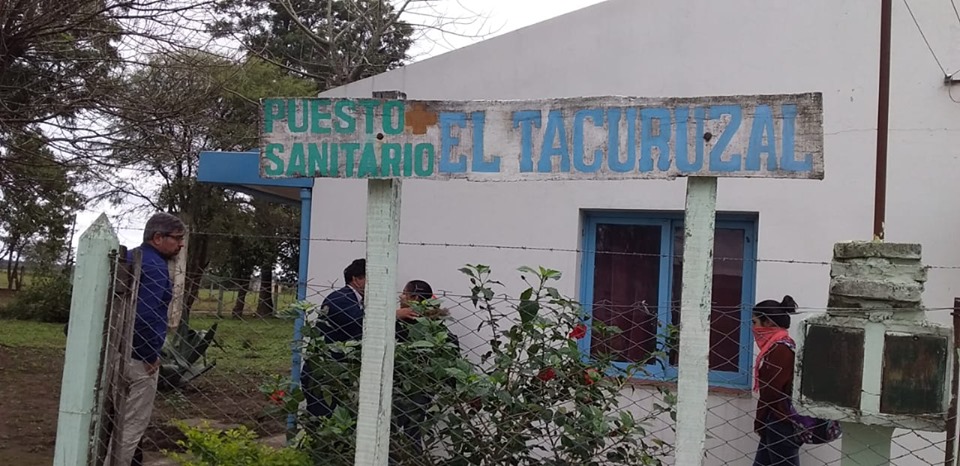 PUESTO EL TACURUZAL
SANITARIO